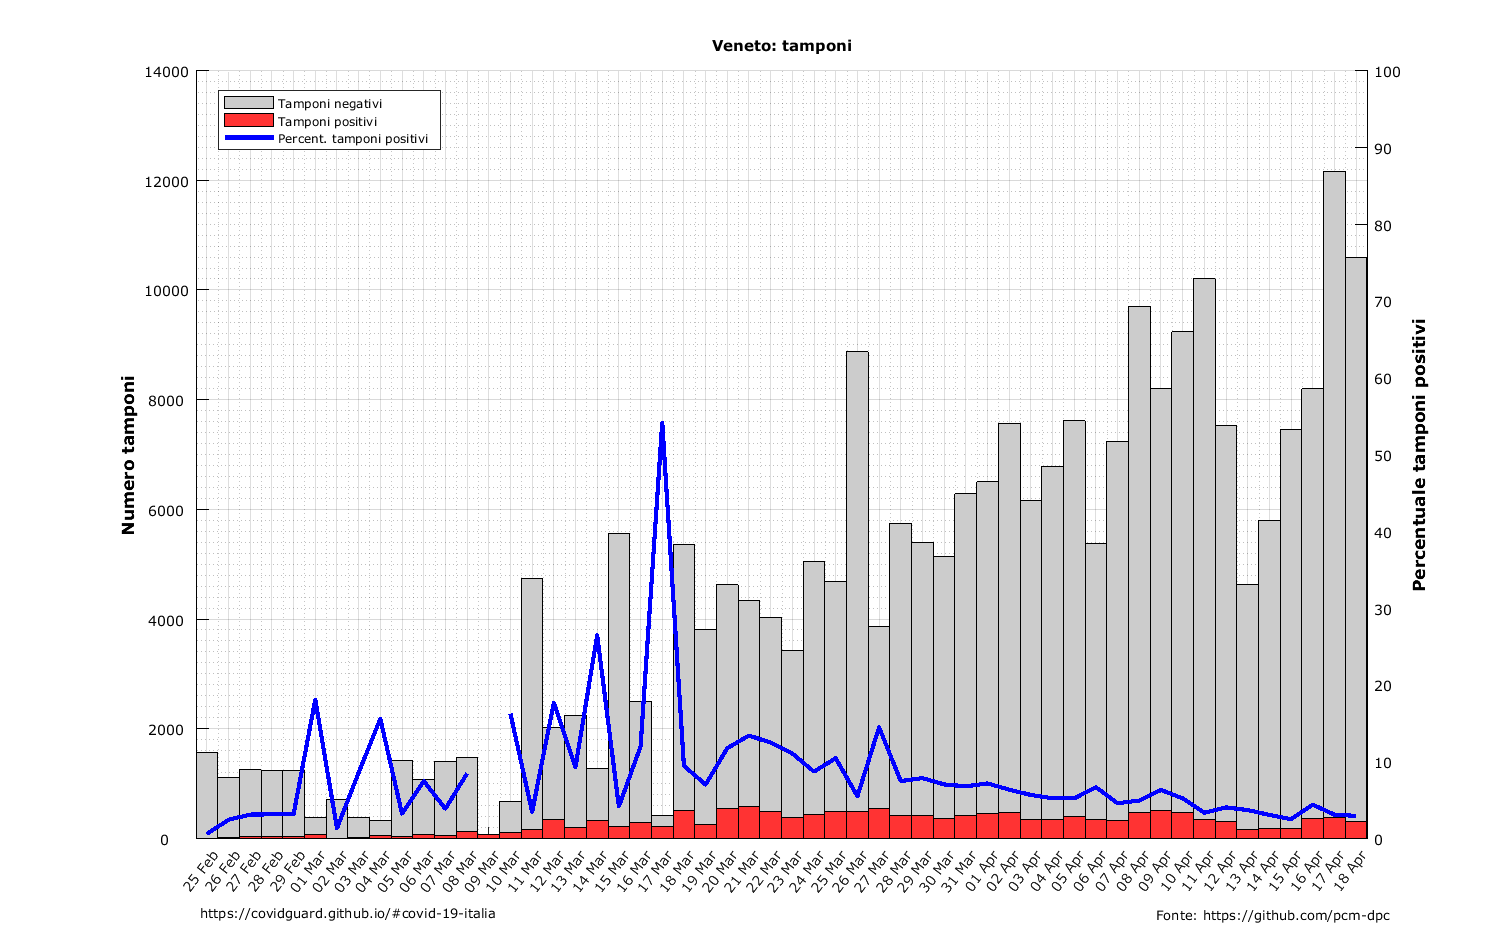 Veneto: tamponi
14000
12000
10000
8000
6000
4000
2000
0
Numero tamponi
Tamponi negativi
Tamponi positivi
Percent. tamponi positivi
100
90
80
70
60
50
40
30
20
10
0
Percentuale tamponi positivi
25 Feb
26 Feb
27 Feb
28 Feb
29 Feb
01 Mar
02 Mar
03 Mar
04 Mar
05 Mar
06 Mar
07 Mar
08 Mar
09 Mar
10 Mar
11 Mar
12 Mar
13 Mar
14 Mar
15 Mar
16 Mar
17 Mar
18 Mar
19 Mar
20 Mar
21 Mar
22 Mar
23 Mar
24 Mar
25 Mar
26 Mar
27 Mar
28 Mar
29 Mar
30 Mar
31 Mar
01 Apr
02 Apr
03 Apr
04 Apr
05 Apr
06 Apr
07 Apr
08 Apr
09 Apr
10 Apr
11 Apr
12 Apr
13 Apr
14 Apr
15 Apr
16 Apr
17 Apr
18 Apr
https://covidguard.github.io/#covid-19-italia
Fonte: https://github.com/pcm-dpc